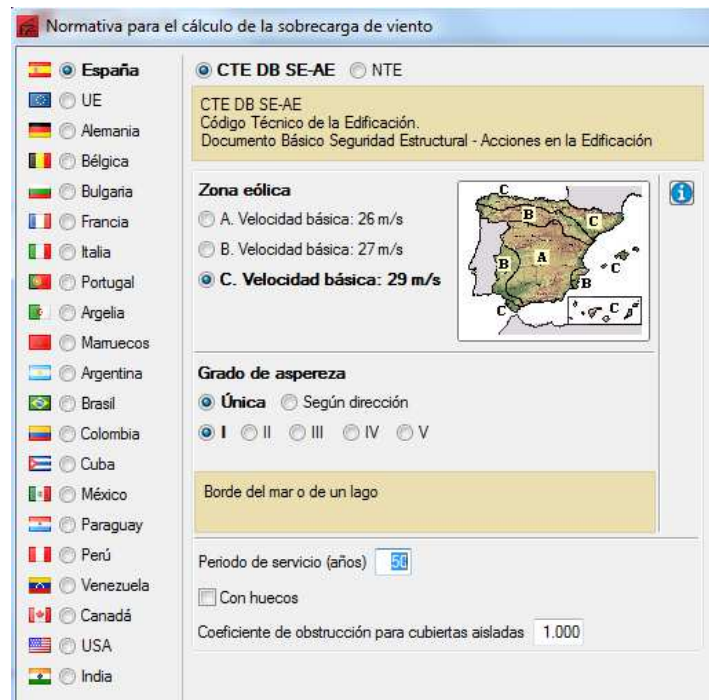 Normativa para el cálculo de la sobrecarga de viento
España
UE
Alemania
Bélgica
Bulgaria
Francia
Italia
Portugal
Argelia
Marruecos
Argentina
Brasil
Colombia
Cuba
México
Paraguay
Perú
Venezuela
Canadá
USA
India
CTE DB SE-AE NTE
CTE DB SE-AE
Código Técnico de la Edificación.
Documento Básico Seguridad Estructural - Acciones en la Edificación
Zona eólica
A. Velocidad básica: 26 m/s
B. Velocidad básica: 27 m/s
C. Velocidad básica: 29 m/s
C
B
C
B
A
C
B
C
C
Grado de aspereza
Única Según dirección
I II III IV V
Borde del mar o de un lago
Periodo de servicio (años) 50
Con huecos
Coeficiente de obstrucción para cubiertas aisladas 1.000